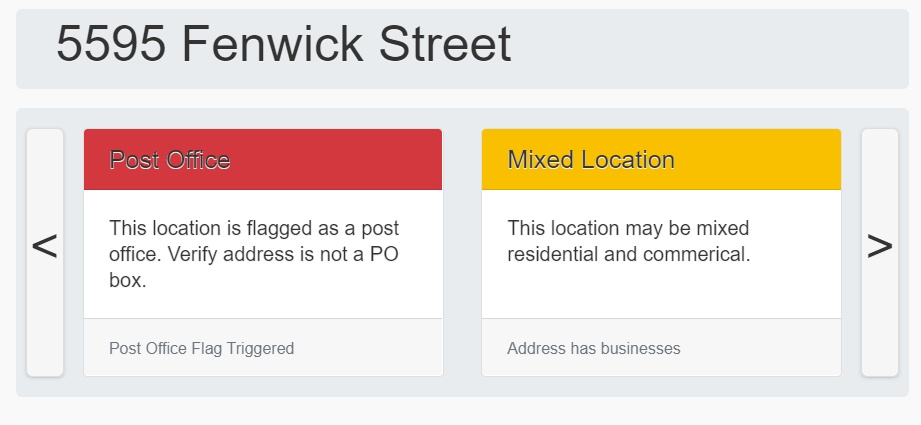 5595 Fenwick Street
<
Post Office
This location is flagged as a post
office. Verify address is not a PO
box.
Post Office Flag Triggered
Mixed Location
This location may be mixed
residential and commerical.
Address has businesses
>